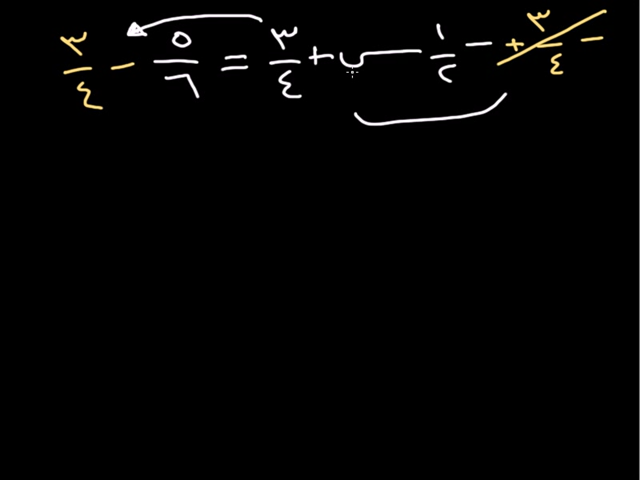 − ٣/٤ + − ١/٢ س + ٣/٤ = ٥/٦ − ٣/٤